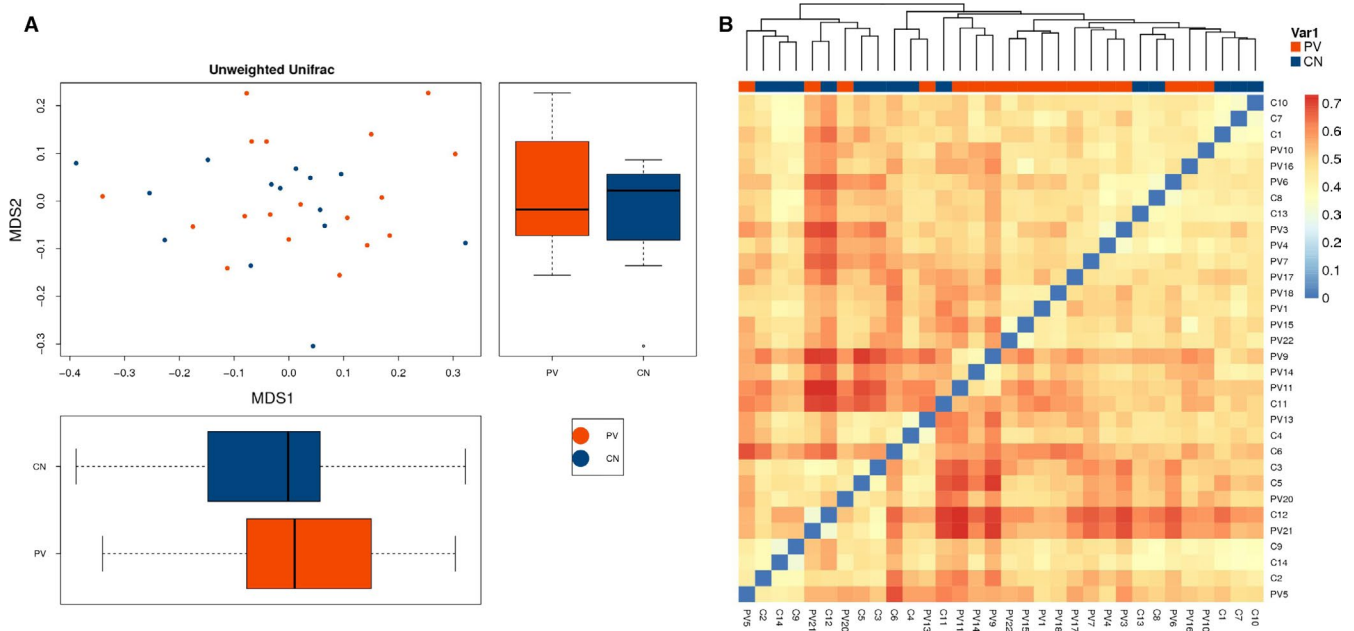 A
Unweighted Unifrac
0.2
0.1
0.0
−0.1
−0.2
−0.3
MDS2
−0.4 −0.3 −0.2 −0.1 0.0 0.1 0.2 0.3
MDS1
PV CN
CN
PV
PV
CN
B
Var1
PV
CN
0.7
0.6
0.5
0.4
0.3
0.2
0.1
0
C10
C7
C1
PV10
PV16
PV6
C8
C13
PV3
PV4
PV7
PV17
PV18
PV1
PV15
PV22
PV9
PV14
PV11
C11
PV13
C4
C6
C3
C5
PV20
C12
PV21
C9
C14
C2
PV5
PV5 C2 C14 C9 PV21 C12 PV20 C5 C3 C6 C4 PV13 C11 PV11 PV14 PV9 PV22 PV15 PV1 PV18 PV17 PV7 PV4 PV3 C13 C8 PV6 PV16 PV10 C1 C7 C10